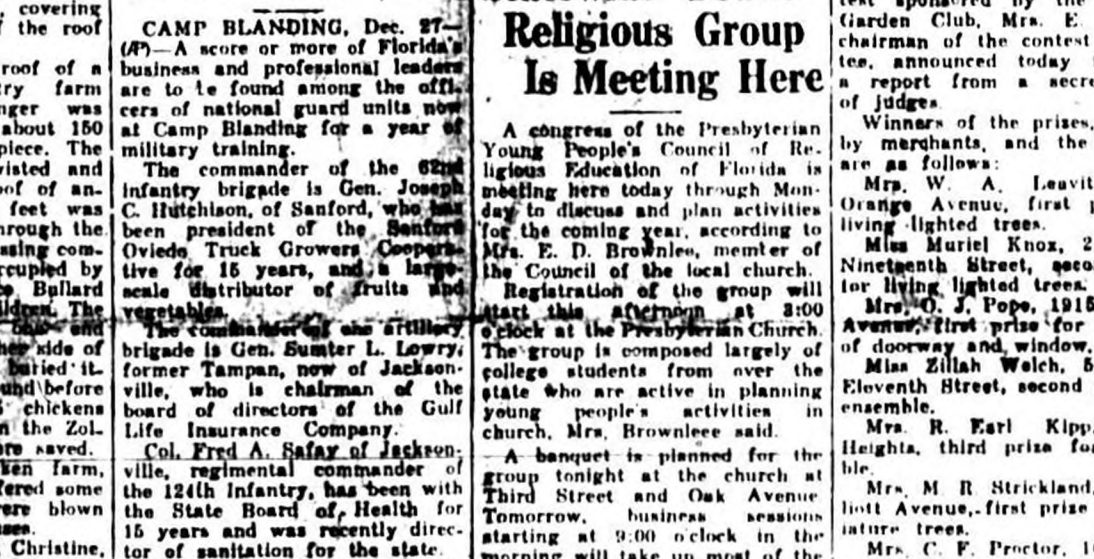 covering
the roof
roof of a
farm
was
about 150
piece. The
and
of an-
feet was
the
com-
by
Bullard
The
end
side of
buried it
before
chickens
the Zol-
saved.
farm,
some
blown
Christine,
CAMP BLANDING, Dec. 27—
(AP)—A score or more of Florida's
business and professional leaders
are to be found among the offi-
cers of national guard units now
at Camp Blanding for a year of
military training.
The commander of the 62nd
infantry brigade is Gen. Joseph
C. Hutchison, of Sanford, who has
been president of the Sanford
Oviedo Truck Growers Coopera-
tive for 15 years, and a large-
scale distributor of fruits and
vegetables.
The commander of the artillery
brigade is Gen. Sumter L. Lowry,
former Tampan, now of Jackson-
ville, who is chairman of the
board of directors of the Gulf
Life Insurance Company.
Col. Fred A. Safay of Jackson-
ville, regimental commander of
the 124th Infantry, has been with
the State Board of Health for
15 years and was recently direc-
tor of sanitation for the state.
Religious Group
Is Meeting Here
A congress of the Presbyterian
Young People's Council of Re-
ligious Education of Florida is
meeting here today through Mon-
day to discuss and plan activities
for the coming year, according to
Mrs. E. D. Brownlee, memter of
the Council of the local church.
Registration of the group will
start this afternoon at 3:00
o'clock at the Presbyterian Church.
The group is composed largely of
college students from over the
state who are active in planning
young people's activities in
church, Mrs. Brownleee said.
A banquet is planned for the
group tonight at the church at
Third Street and Oak Avenue.
Tomorrow, business sessions
starting at 9:00 o'clock in the
morning will take up most of the
sponsored by the
Garden Club, Mrs. E.
chairman of the contest
tee, announced today
a report from a
of judges.
Winners of the prizes,
by merchants, and the
are as follows:
Mrs. W. A. Leavit
Orange Avenue, first
living lighted trees.
Miss Muriel Knox, 2
Nineteenth Street,
for living lighted trees.
Mrs. O. J. Pope, 1915
Avenue, first prize for
of doorway and window.
Miss Zillah Welch,
Eleventh Street, second
ensemble.
Mrs. R. Earl Kipp,
Heights, third prize for
ble.
Mrs. M. R. Strickland,
liott Avenue, first prize
iature trees.
Mrs. C. F. Proctor,